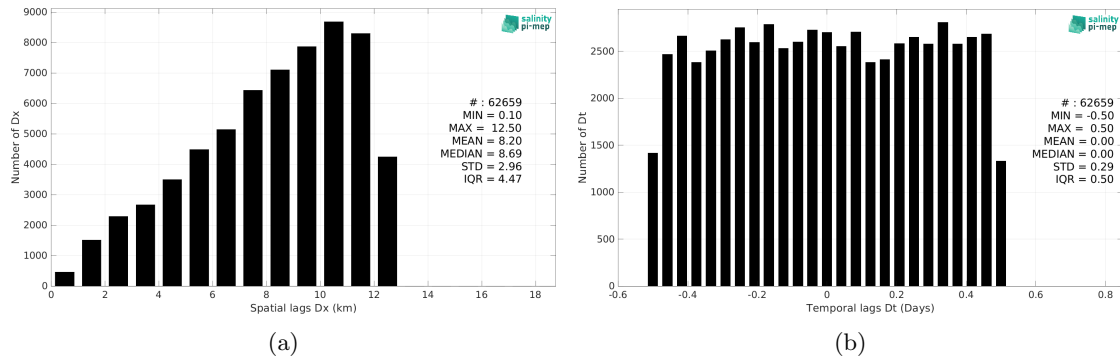 9000
8000
7000
6000
5000
4000
3000
2000
1000
0
Number of Dx
0 2 4 6 8 10 12 14 16 18
Spatial lags Dx (km)
salinity
pi-mep
# : 62659
MIN = 0.10
MAX = 12.50
MEAN = 8.20
MEDIAN = 8.69
STD = 2.96
IQR = 4.47
(a)
2500
2000
1500
1000
500
0
Number of Dt
-0.6 -0.4 -0.2 0 0.2 0.4 0.6 0.8
Temporal lags Dt (Days)
salinity
pi-mep
# : 62659
MIN = -0.50
MAX = 0.50
MEAN = 0.00
MEDIAN = 0.00
STD = 0.29
IQR = 0.50
(b)